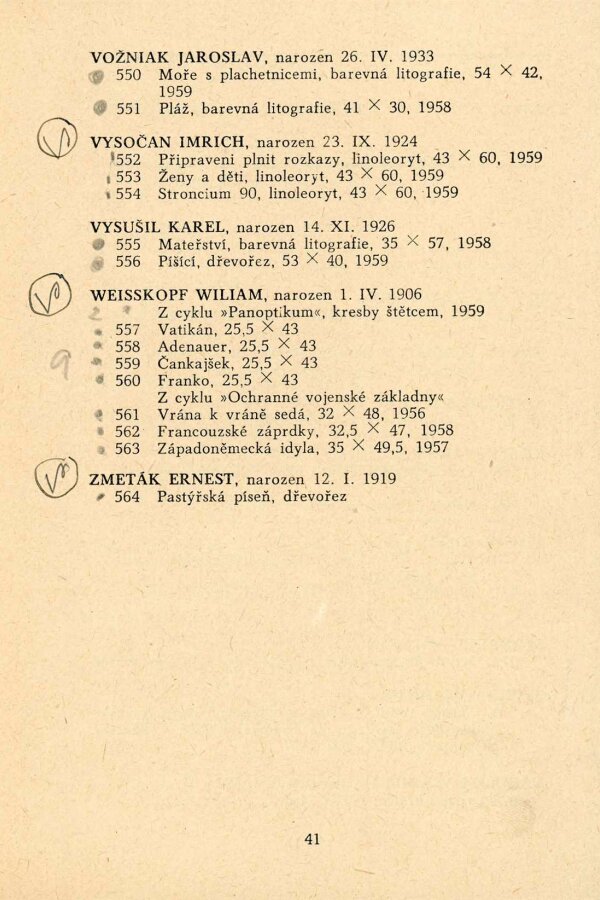 VOŽNIAK JAROSLAV, narozen 26. IV. 1933
550 Moře s plachetnicemi, barevná litografie, 54 × 42,
1959
551 Pláž, barevná litografie, 41 × 30, 1958
VYSOČAN IMRICH, narozen 23. IX. 1924
552 Připraveni plnit rozkazy, linoleoryt, 43 × 60, 1959
553 Ženy a děti, linoleoryt, 43 × 60, 1959
554 Stroncium 90, linoleoryt, 43 × 60, 1959
VYSUŠIL KAREL, narozen 14. XI. 1926
555 Mateřství, barevná litografie, 35 × 57, 1958
556 Píšící, dřevořez, 53 × 40, 1959
WEISSKOPF WILIAM, narozen 1. IV. 1906
Z cyklu »Panoptikum«, kresby štětcem, 1959
557 Vatikán, 25,5 × 43
558 Adenauer, 25,5 × 43
559 Čankajšek, 25,5 × 43
560 Franko, 25,5 × 43
Z cyklu »Ochranné vojenské základny«
561 Vrána k vráně sedá, 32 × 48, 1956
562 Francouzské záprdky, 32,5 × 47, 1958
563 Západoněmecká idyla, 35 × 49,5, 1957
ZMETÁK ERNEST, narozen 12. I. 1919
564 Pastýřská píseň, dřevořez
41